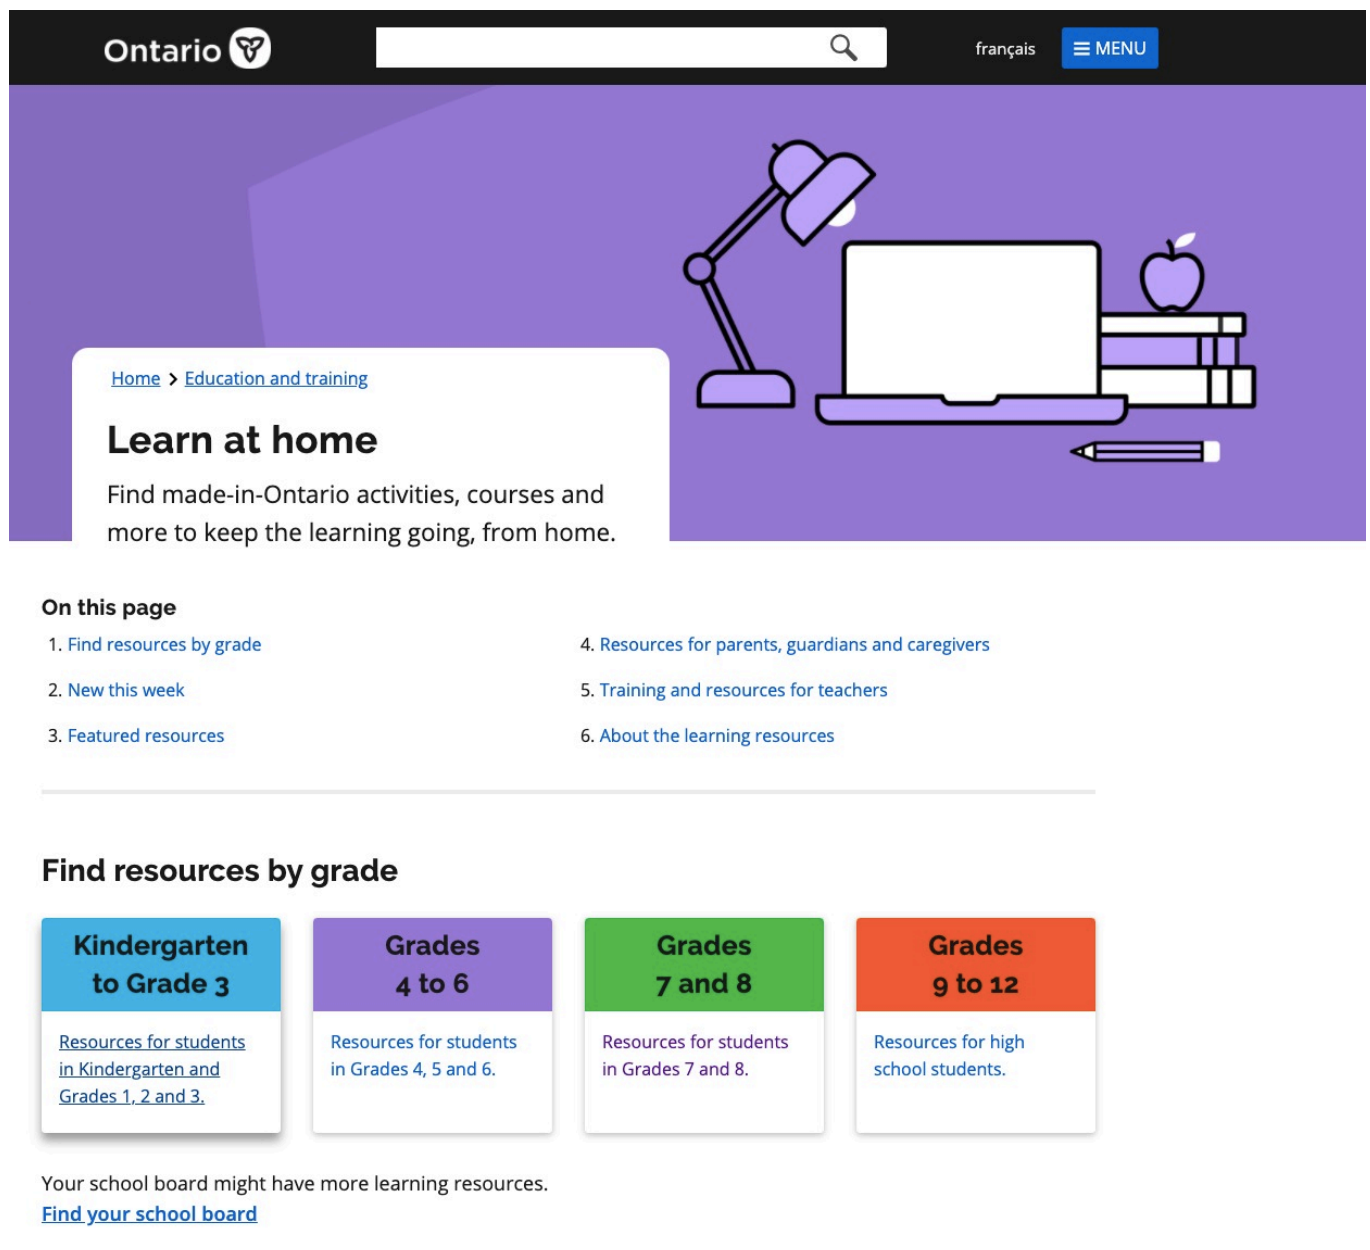 Ontario
français
MENU
Home > Education and training
Learn at home
Find made-in-Ontario activities, courses and
more to keep the learning going, from home.
On this page
1. Find resources by grade
2. New this week
3. Featured resources
4. Resources for parents, guardians and caregivers
5. Training and resources for teachers
6. About the learning resources
Find resources by grade
Kindergarten
to Grade 3
Resources for students
in Kindergarten and
Grades 1, 2 and 3.
Grades
4 to 6
Resources for students
in Grades 4, 5 and 6.
Grades
7 and 8
Resources for students
in Grades 7 and 8.
Grades
9 to 12
Resources for high
school students.
Your school board might have more learning resources.
Find your school board